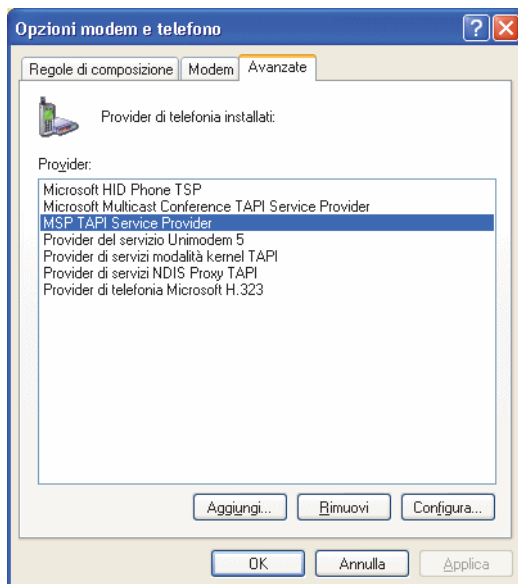 Opzioni modem e telefono
Regole di composizione Modem Avanzate
Provider di telefonia installati:
Provider:
Microsoft HID Phone TSP
Microsoft Multicast Conference TAPI Service Provider
MSP TAPI Service Provider
Provider del servizio Unimodem 5
Provider di servizi modalità kernel TAPI
Provider di servizi NDIS Proxy TAPI
Provider di telefonia Microsoft H.323
Aggiungi... Rimuovi Configura...
OK Annulla Applica